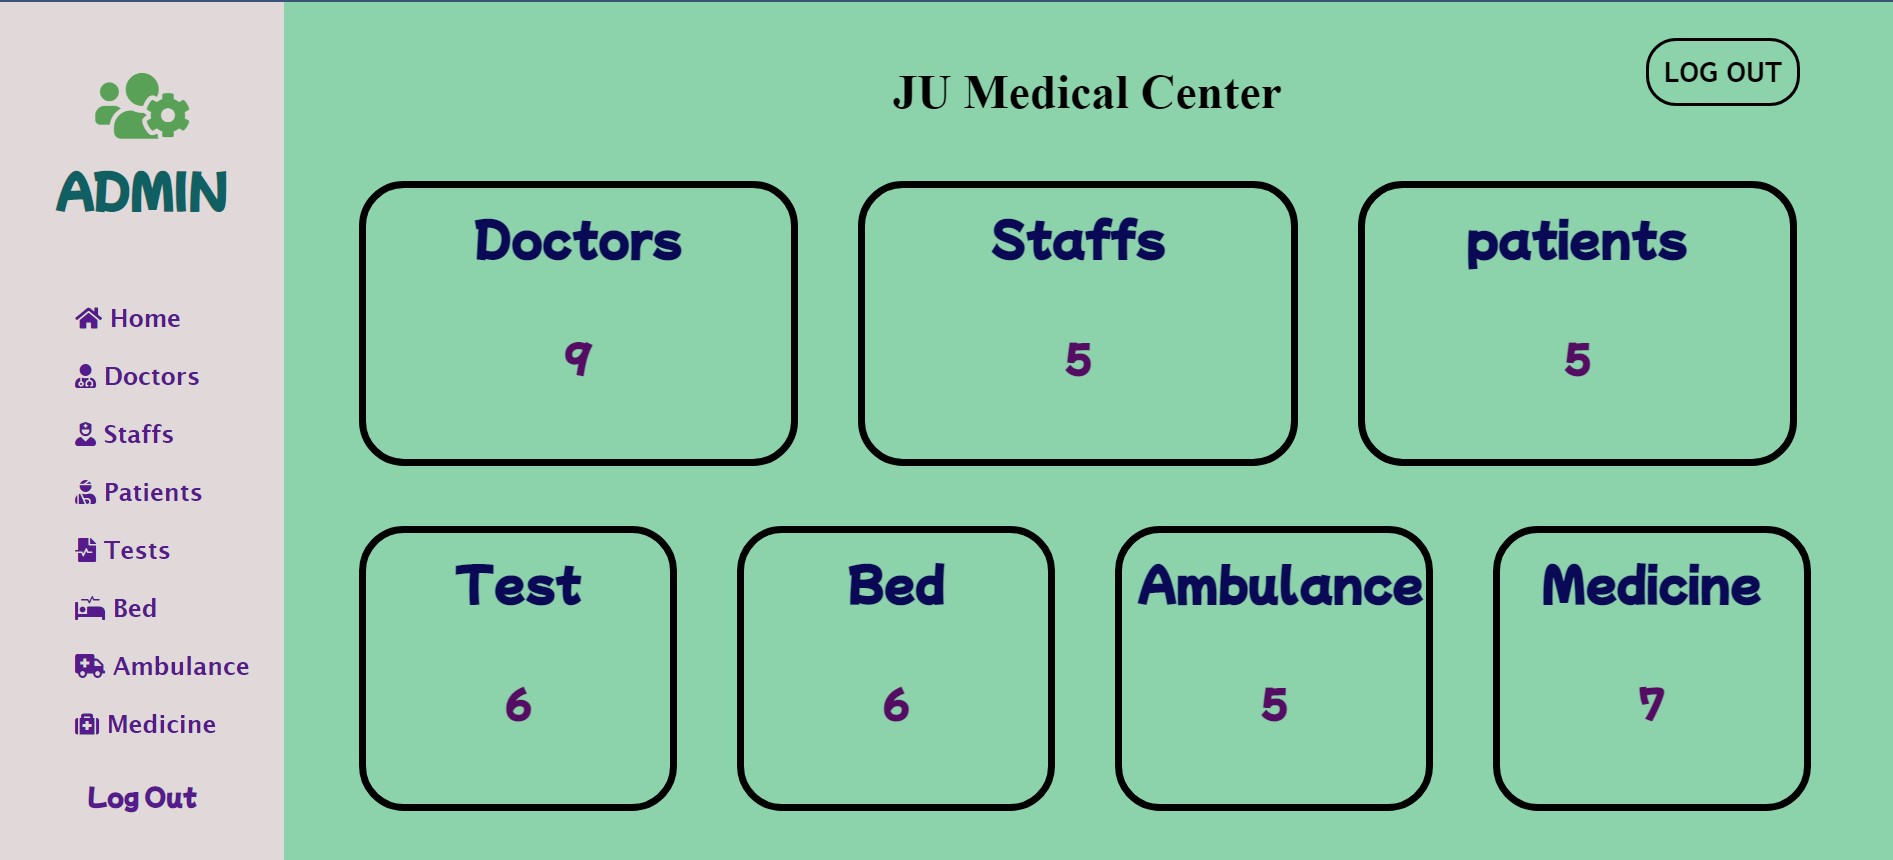 ADMIN
Home
Doctors
Staffs
Patients
Tests
Bed
Ambulance
Medicine
Log Out
JU Medical Center
LOG OUT
Doctors
9
Staffs
5
patients
5
Test
6
Bed
6
Ambulance
5
Medicine
7